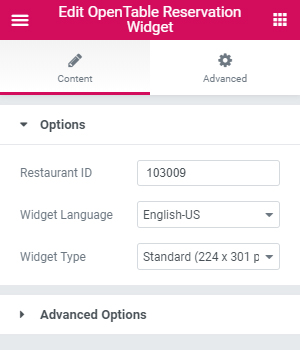 Edit OpenTable Reservation
Widget
Content
Advanced
Options
Restaurant ID
103009
Widget Language
English-US
Widget Type
Standard (224 x 301 p
Advanced Options